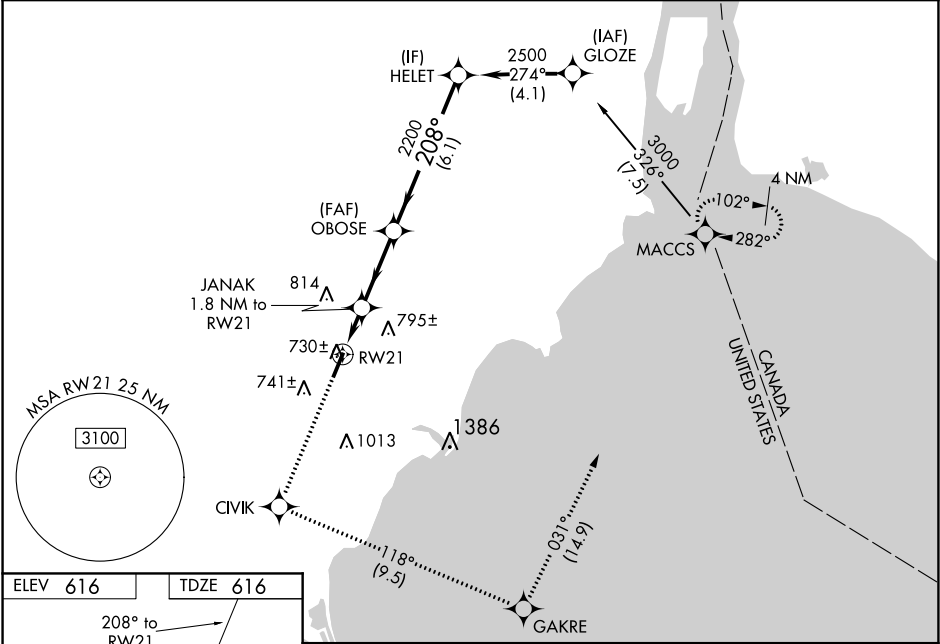 (IF)
HELET
2500
274°
(4.1)
(IAF)
GLOZE
2200
208°
(6.1)
3000
326°
(7.5)
4 NM
102°
282°
MACCS
(FAF)
OBOSE
JANAK
1.8 NM to
RW21
814
795±
730±
RW21
741±
1013
1386
CANADA
UNITED STATES
MSA RW21 25 NM
3100
CIVIK
118°
(9.5)
031°
(14.9)
GAKRE
ELEV 616
TDZE 616
208° to
RW21